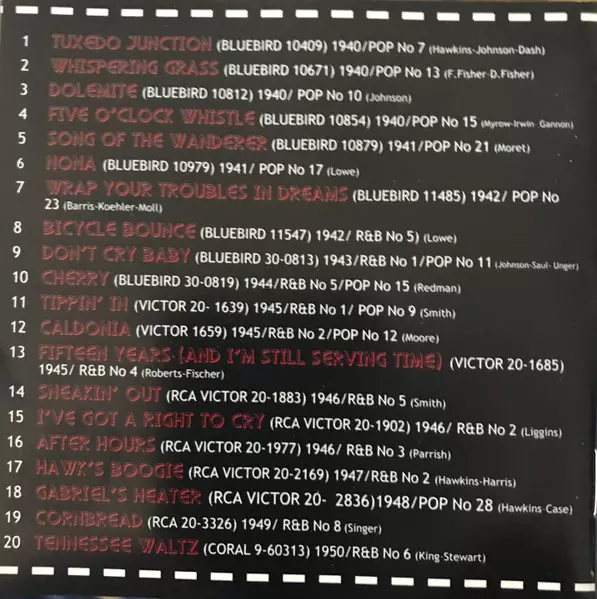 1 TUXEDO JUNCTION (BLUEBIRD 10409) 1940/POP No 7 (Hawkins-Johnson-Dash)
2 WHISPERING GRASS (BLUEBIRD 10671) 1940/POP No 13 (F.Fisher-D.Fisher)
3 DOLEMITE (BLUEBIRD 10812) 1940/ POP No 10 (Johnson)
4 FIVE O'CLOCK WHISTLE (BLUEBIRD 10854) 1940/POP No 15 (Myrow-Irwin- Gannon)
5 SONG OF THE WANDERER (BLUEBIRD 10879) 1941/POP No 21 (Moret)
6 NONA (BLUEBIRD 10979) 1941/ POP No 17 (Lowe)
7 WRAP YOUR TROUBLES IN DREAMS (BLUEBIRD 11485) 1942/ POP No
23 (Barris-Koehler-Moll)
8 BICYCLE BOUNCE (BLUEBIRD 11547) 1942/ R&B No 5) (Lowe)
9 DON'T CRY BABY (BLUEBIRD 30-0813) 1943/R&B No 1/POP No 11 (Johnson-Saul- Unger)
10 CHERRY (BLUEBIRD 30-0819) 1944/R&B No 5/POP No 15 (Redman)
11 TIPPIN' IN (VICTOR 20- 1639) 1945/R&B No 1/ POP No 9 (Smith)
12 CALDONIA (VICTOR 1659) 1945/R&B No 2/POP No 12 (Moore)
13 FIFTEEN YEARS (AND I'M STILL SERVING TIME) (VICTOR 20-1685)
1945/ R&B No 4 (Roberts-Fischer)
14 SNEAKIN' OUT (RCA VICTOR 20-1883) 1946/R&B No 5 (Smith)
15 I'VE GOT A RIGHT TO CRY (RCA VICTOR 20-1902) 1946/ R&B No 2 (Liggins)
16 AFTER HOURS (RCA VICTOR 20-1977) 1946/ R&B No 3 (Parrish)
17 HAWK'S BOOGIE (RCA VICTOR 20-2169) 1947/R&B No 2 (Hawkins-Harris)
18 GABRIEL'S HEATER (RCA VICTOR 20- 2836)1948/POP No 28 (Hawkins-Case)
19 CORNBREAD (RCA 20-3326) 1949/ R&B No 8 (Singer)
20 TENNESSEE WALTZ (CORAL 9-60313) 1950/R&B No 6 (King-Stewart)